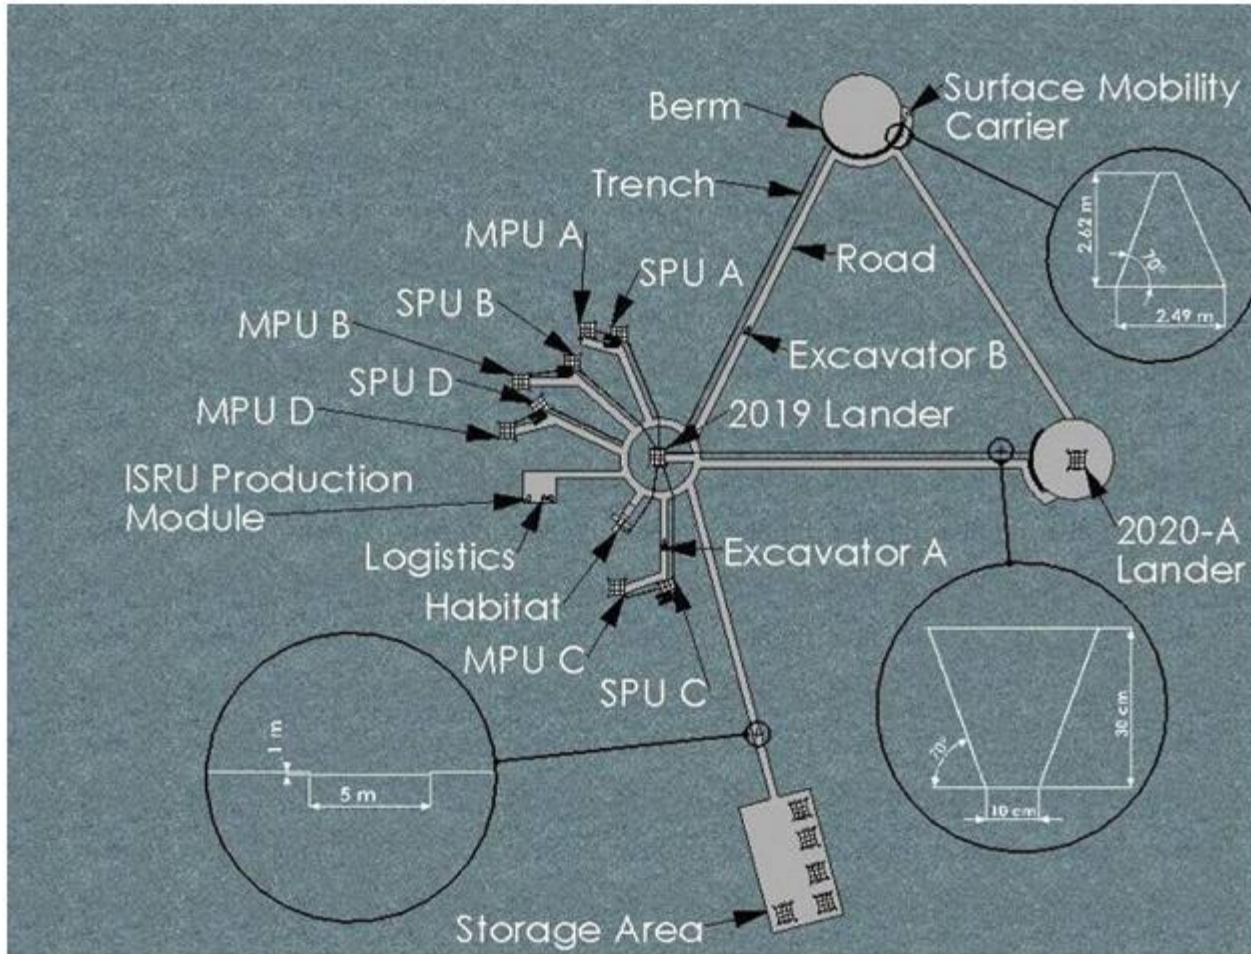 Surface Mobility
Carrier
Berm
Trench
2.62 m
70°
2.49 m
MPU A
SPU A
Road
SPU B
MPU B
Excavator B
SPU D
MPU D
2019 Lander
ISRU Production
Module
Logistics
Excavator A
2020-A
Lander
Habitat
MPU C
SPU C
1 m
5 m
70°
30 cm
10 cm
Storage Area